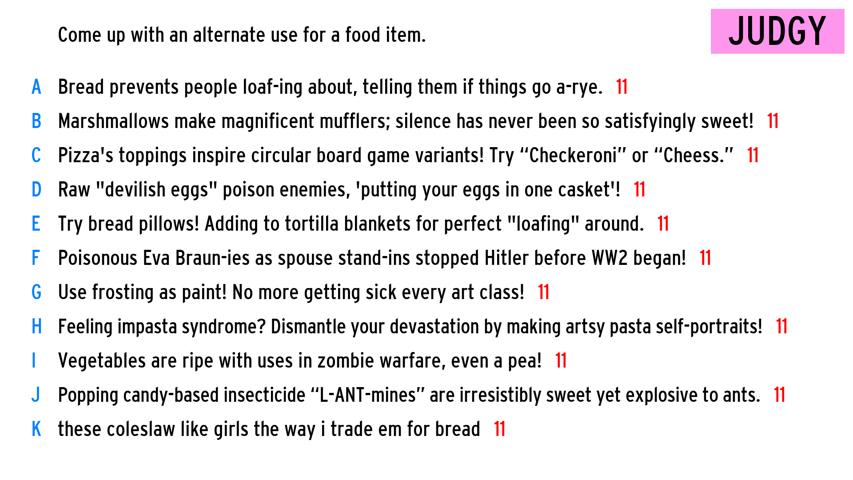 Come up with an alternate use for a food item.
JUDGY
A Bread prevents people loaf-ing about, telling them if things go a-rye. 11
B Marshmallows make magnificent mufflers; silence has never been so satisfyingly sweet! 11
C Pizza's toppings inspire circular board game variants! Try “Checkeroni” or “Cheess.” 11
D Raw "devilish eggs" poison enemies, 'putting your eggs in one casket'! 11
E Try bread pillows! Adding to tortilla blankets for perfect "loafing" around. 11
F Poisonous Eva Braun-ies as spouse stand-ins stopped Hitler before WW2 began! 11
G Use frosting as paint! No more getting sick every art class! 11
H Feeling impasta syndrome? Dismantle your devastation by making artsy pasta self-portraits! 11
I Vegetables are ripe with uses in zombie warfare, even a pea! 11
J Popping candy-based insecticide “L-ANT-mines” are irresistibly sweet yet explosive to ants. 11
K these coleslaw like girls the way i trade em for bread 11